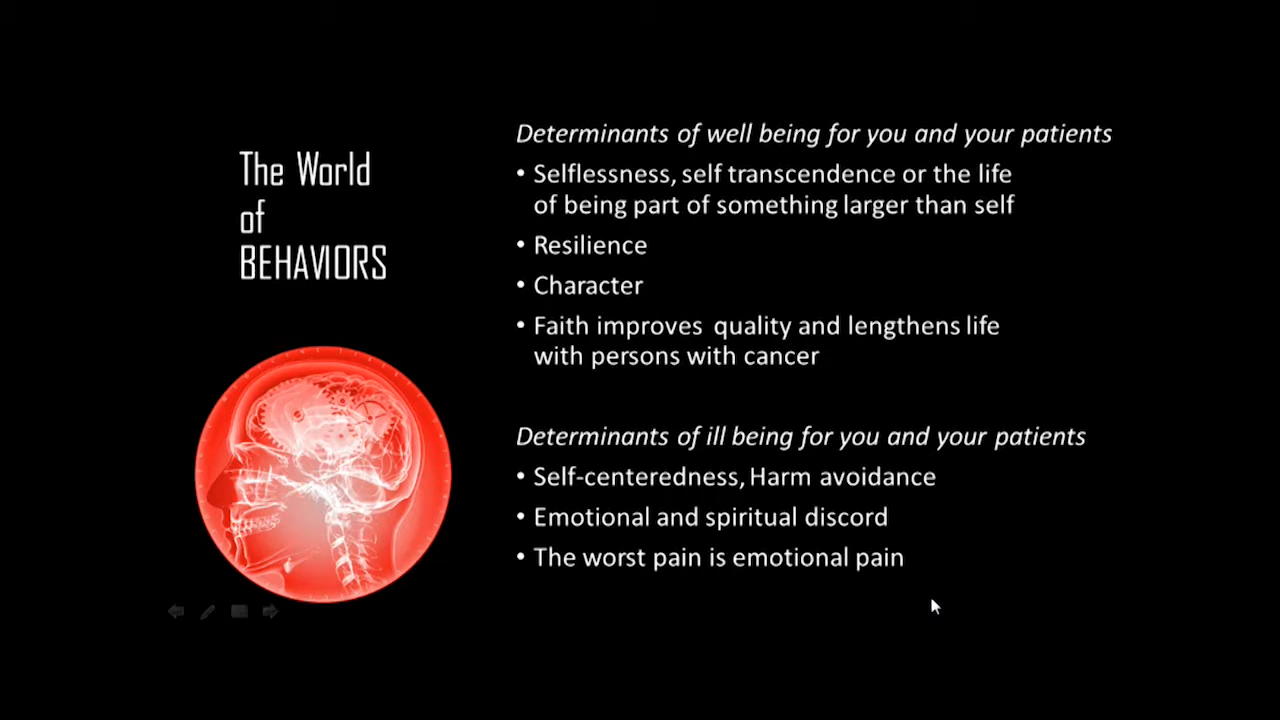 The World
of
BEHAVIORS
Determinants of well being for you and your patients
• Selflessness, self transcendence or the life
of being part of something larger than self
• Resilience
• Character
• Faith improves quality and lengthens life
with persons with cancer
Determinants of ill being for you and your patients
• Self-centeredness, Harm avoidance
• Emotional and spiritual discord
• The worst pain is emotional pain